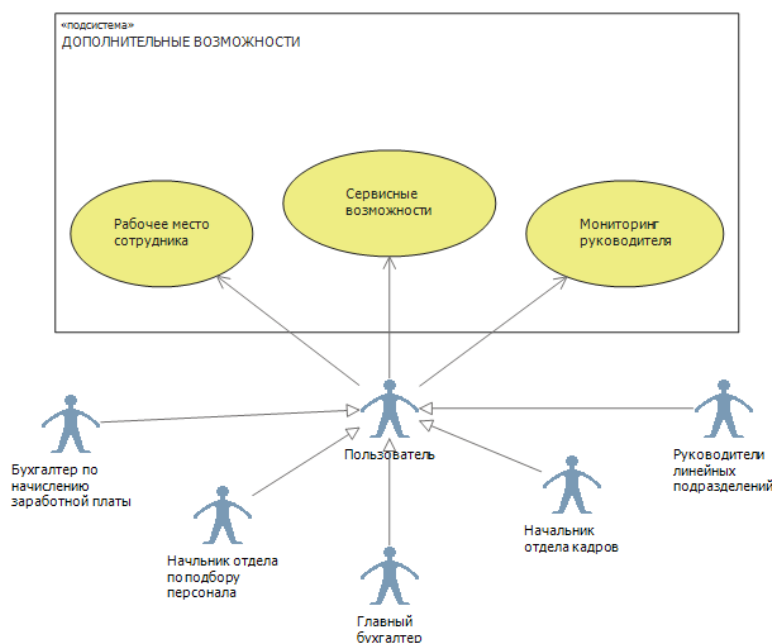 «подсистема»
ДОПОЛНИТЕЛЬНЫЕ ВОЗМОЖНОСТИ
Рабочее место
сотрудника
Сервисные
возможности
Мониторинг
руководителя
Пользователь
Бухгалтер по
начислению
заработной платы
Начльник отдела
по подбору
персонала
Главный
бухгалтер
Начальник
отдела кадров
Руководители
линейных
подразделений